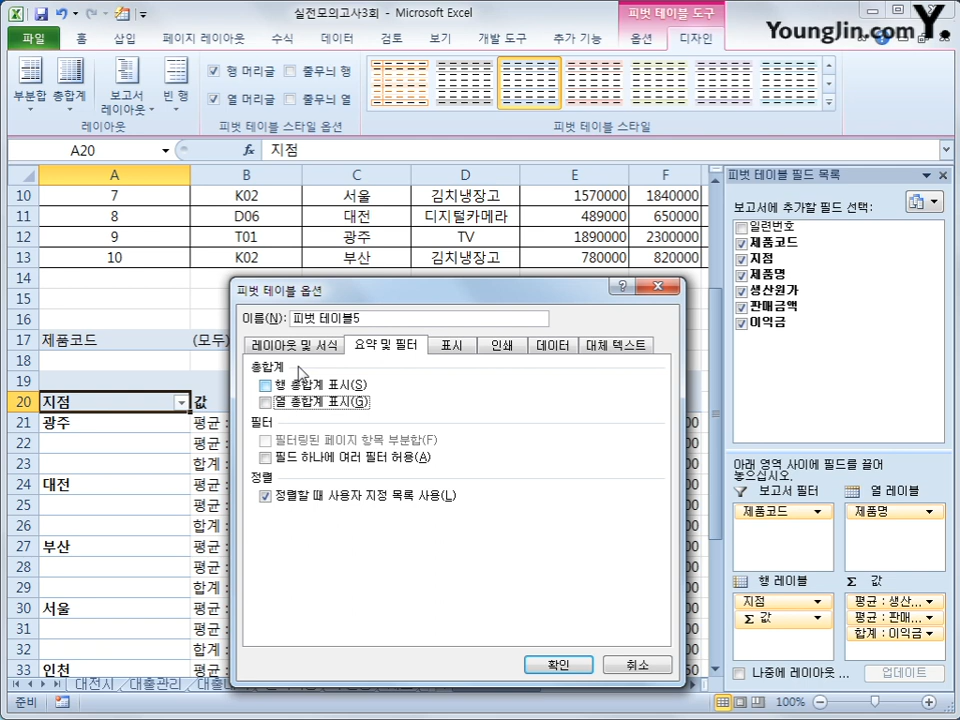 실전모의고사3회 - Microsoft Excel
피벗 테이블 도구
Younglin.com Y.
파일 홈 삽입 페이지 레이아웃 수식 데이터 검토 보기 개발 도구 추가 기능 옵션 디자인
부분합 총합계 보고서 레이아웃 빈 행
행 머리글 줄무늬 행
열 머리글 줄무늬 열
레이아웃 피벗 테이블 스타일 옵션 피벗 테이블 스타일
A20 fx 지점
A B C D E F
10 7 K02 서울 김치냉장고 1570000 1840000
11 8 D06 대전 디지털카메라 489000 650000
12 9 T01 광주 TV 1890000 2300000
13 10 K02 부산 김치냉장고 780000 820000
14
15
16
17 제품코드 (모두)
18
19
20 지점 값
21 광주 평균 :
22 평균 :
23 합계 :
24 대전 평균 :
25 평균 :
26 합계 :
27 부산 평균 :
28 평균 :
29 합계 :
30 서울 평균 :
31 평균 :
32 합계 :
33 인천 평균 :
피벗 테이블 옵션
이름(N): 피벗 테이블5
레이아웃 및 서식 요약 및 필터 표시 인쇄 데이터 대체 텍스트
총합계
행 총합계 표시(S)
열 총합계 표시(G)
필터
필터링된 페이지 항목 부분합(F)
필드 하나에 여러 필터 허용(A)
정렬
정렬할 때 사용자 지정 목록 사용(L)
확인 취소
피벗 테이블 필드 목록
보고서에 추가할 필드 선택:
일련번호
제품코드
지점
제품명
생산원가
판매금액
이익금
아래 영역 사이에 필드를 끌어
놓으십시오.
보고서 필터 열 레이블
제품코드 제품명
행 레이블 Σ 값
지점 평균 : 생산...
Σ 값 평균 : 판매...
합계 : 이익금
나중에 레이아웃 ... 업데이트
대전시 대출관리
준비 100%